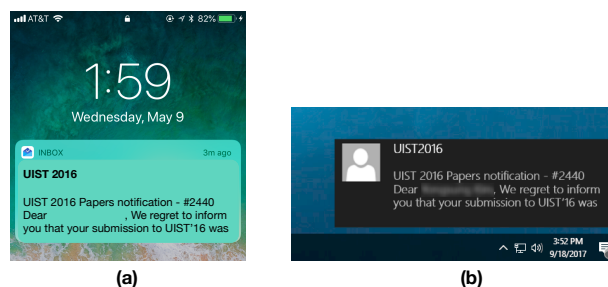 AT&T 82%
1:59
Wednesday, May 9
INBOX 3m ago
UIST 2016
UIST 2016 Papers notification - #2440
Dear , We regret to inform
you that your submission to UIST'16 was
(a)
UIST2016
UIST 2016 Papers notification - #2440
Dear , We regret to inform
you that your submission to UIST'16 was
3:52 PM
9/18/2017
(b)